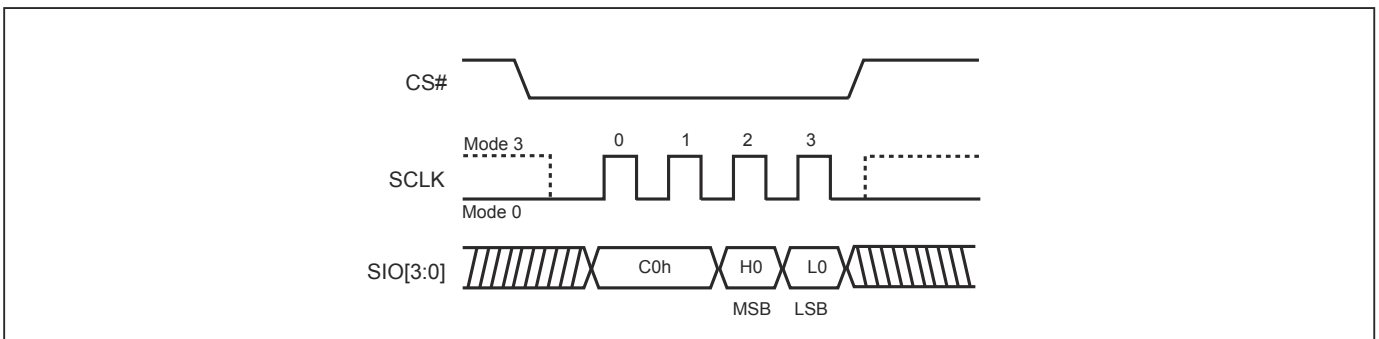 CS#
Mode 3 0 1 2 3
SCLK
Mode 0
SIO[3:0] C0h H0 L0
MSB LSB